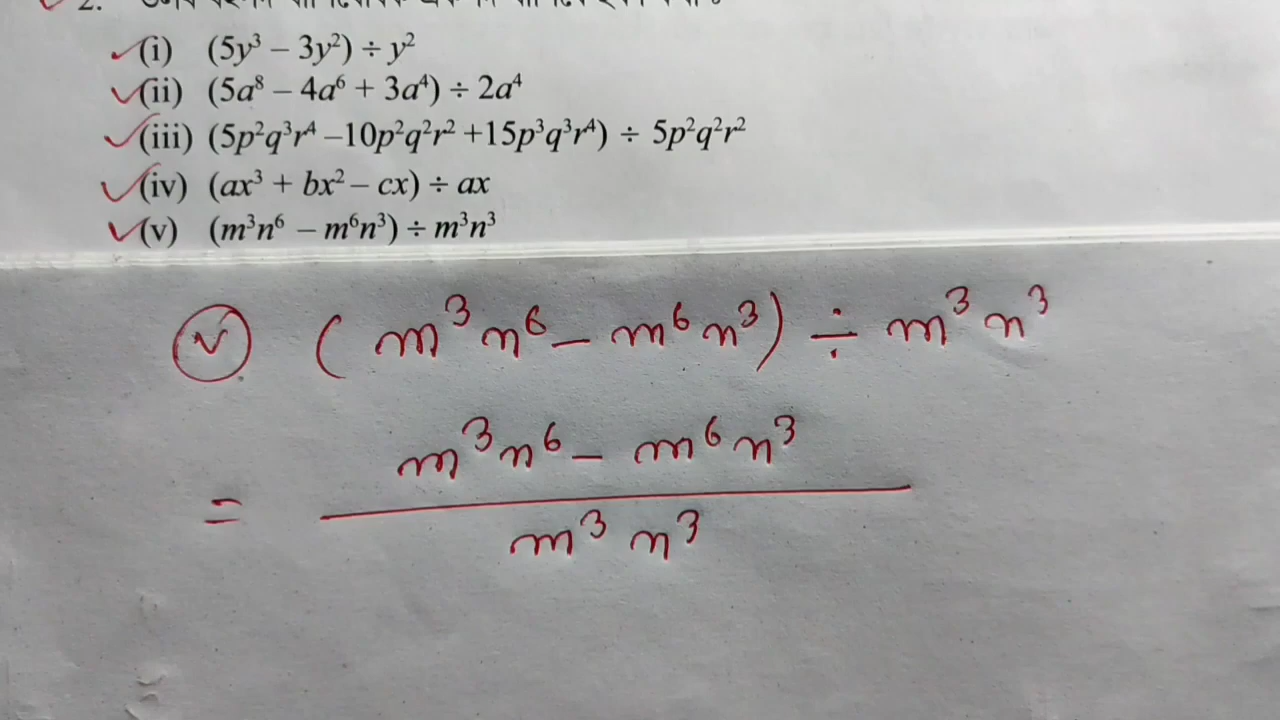 2.
(i) (5y³ – 3y²) ÷ y²
(ii) (5a⁸ – 4a⁶ + 3a⁴) ÷ 2a⁴
(iii) (5p²q³r⁴ –10p²q²r² +15p³q³r⁴) ÷ 5p²q²r²
(iv) (ax³ + bx² – cx) ÷ ax
(v) (m³n⁶ – m⁶n³) ÷ m³n³
(v) (m³n⁶ – m⁶n³) ÷ m³n³
m³n⁶ – m⁶n³
=
m³n³